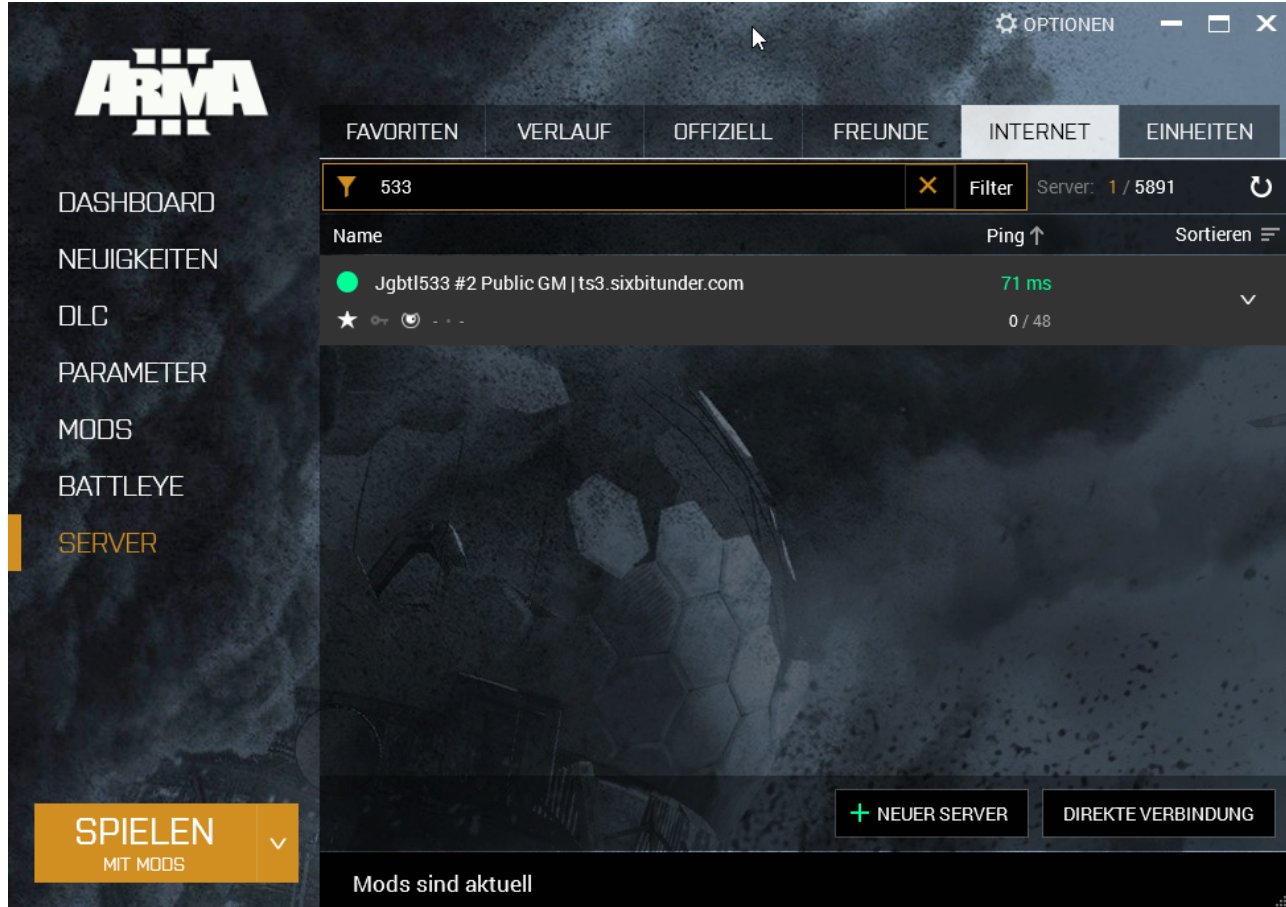 OPTIONEN
ARMA III
FAVORITEN VERLAUF OFFIZIELL FREUNDE INTERNET EINHEITEN
533 Filter Server: 1 / 5891
Name Ping Sortieren
Jgbtl533 #2 Public GM | ts3.sixbitunder.com 71 ms
- · - 0 / 48
DASHBOARD
NEUIGKEITEN
DLC
PARAMETER
MODS
BATTLEYE
SERVER
NEUER SERVER DIREKTE VERBINDUNG
SPIELEN
MIT MODS
Mods sind aktuell